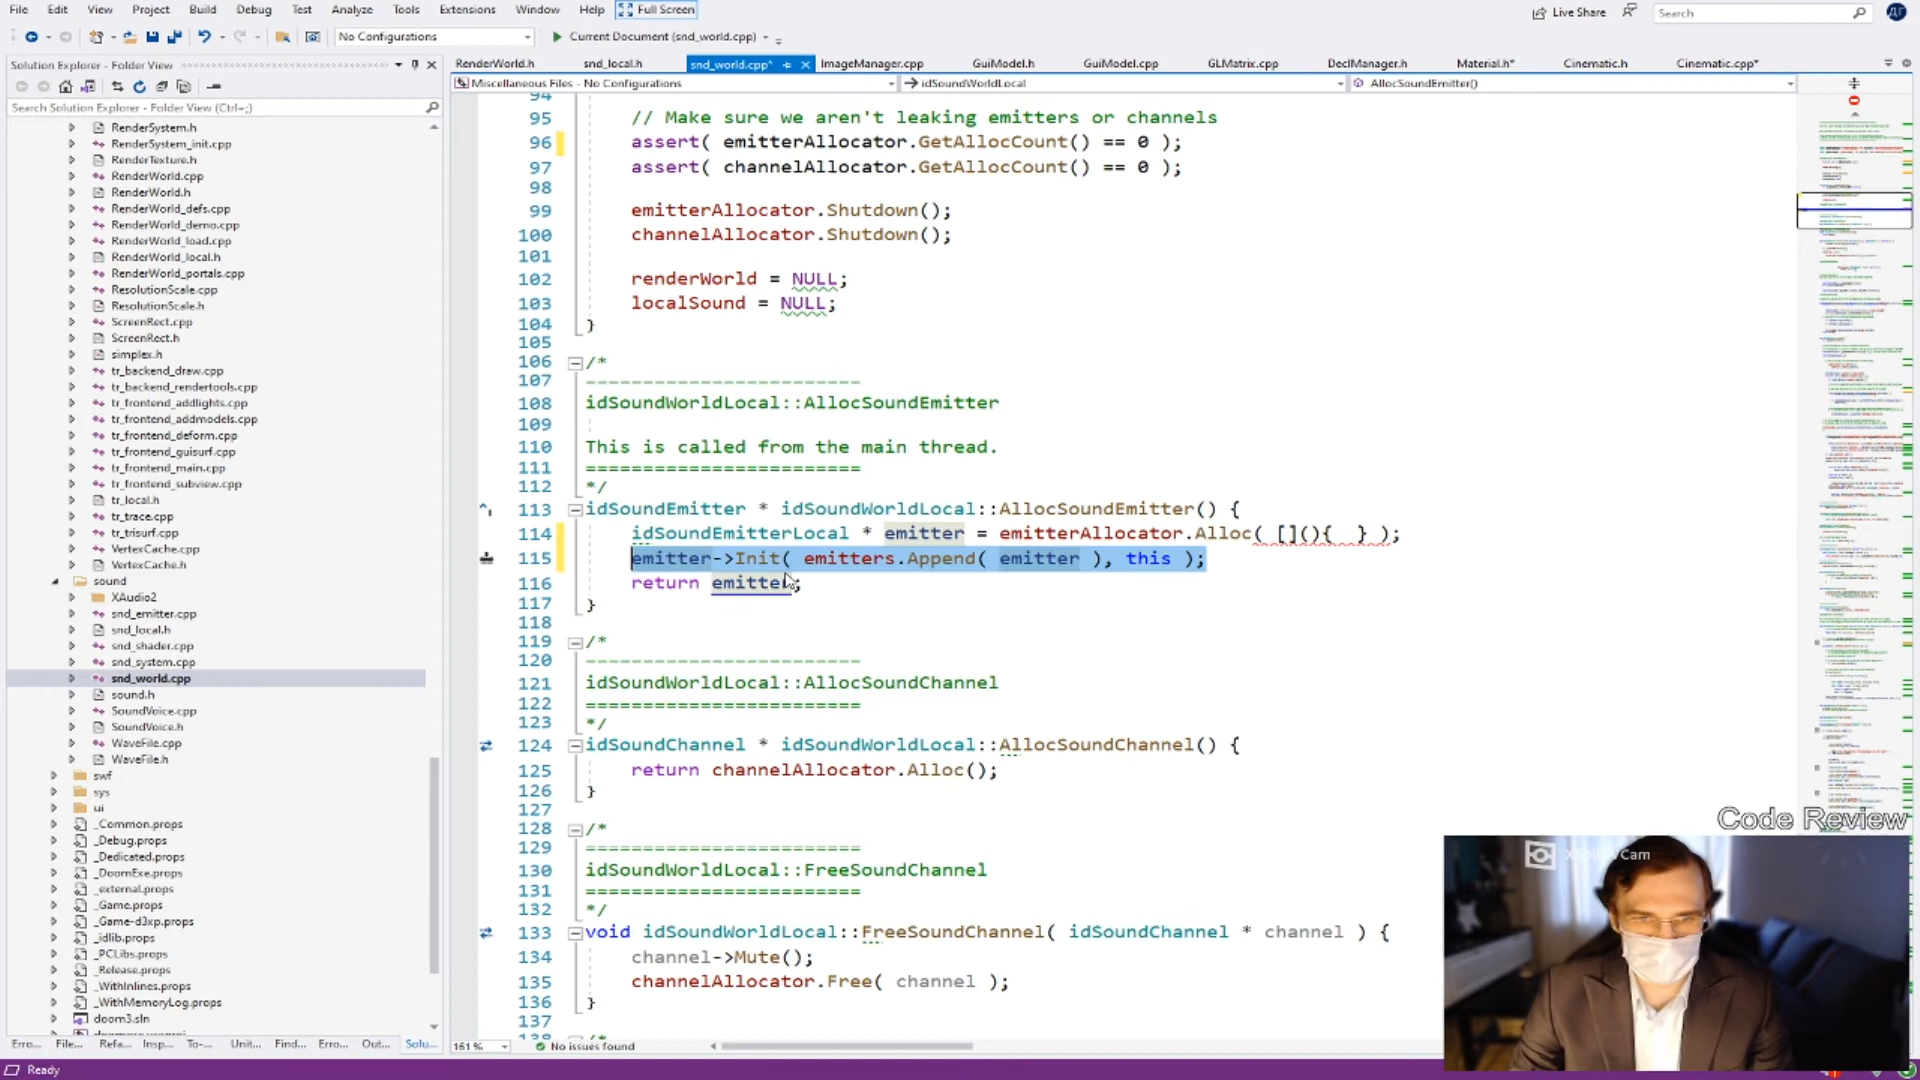 File Edit View Project Build Debug Test Analyze Tools Extensions Window Help Full Screen Live Share Search
No Configurations Current Document (snd_world.cpp)
Solution Explorer - Folder View
Search Solution Explorer - Folder View (Ctrl+;)
RenderSystem.h
RenderSystem_init.cpp
RenderTexture.h
RenderWorld.cpp
RenderWorld.h
RenderWorld_defs.cpp
RenderWorld_demo.cpp
RenderWorld_load.cpp
RenderWorld_local.h
RenderWorld_portals.cpp
ResolutionScale.cpp
ResolutionScale.h
ScreenRect.cpp
ScreenRect.h
simplex.h
tr_backend_draw.cpp
tr_backend_rendertools.cpp
tr_frontend_addlights.cpp
tr_frontend_addmodels.cpp
tr_frontend_deform.cpp
tr_frontend_guisurf.cpp
tr_frontend_main.cpp
tr_frontend_subview.cpp
tr_local.h
tr_trace.cpp
tr_trisurf.cpp
VertexCache.cpp
VertexCache.h
sound
XAudio2
snd_emitter.cpp
snd_local.h
snd_shader.cpp
snd_system.cpp
snd_world.cpp
sound.h
SoundVoice.cpp
SoundVoice.h
WaveFile.cpp
WaveFile.h
swf
sys
ui
_Common.props
_Debug.props
_Dedicated.props
_DoomExe.props
_external.props
_Game.props
_Game-d3xp.props
_idlib.props
_PCLibs.props
_Release.props
_WithInlines.props
_WithMemoryLog.props
doom3.sln
Erro... File... Refa... Insp... To-... Unit... Find... Erro... Out... Solu...
RenderWorld.h snd_local.h snd_world.cpp* ImageManager.cpp GuiModel.h GuiModel.cpp GLMatrix.cpp DeclManager.h Material.h* Cinematic.h Cinematic.cpp*
Miscellaneous Files - No Configurations idSoundWorldLocal AllocSoundEmitter()
94
95 // Make sure we aren't leaking emitters or channels
96 assert( emitterAllocator.GetAllocCount() == 0 );
97 assert( channelAllocator.GetAllocCount() == 0 );
98
99 emitterAllocator.Shutdown();
100 channelAllocator.Shutdown();
101
102 renderWorld = NULL;
103 localSound = NULL;
104 }
105
106 /*
107 ========================
108 idSoundWorldLocal::AllocSoundEmitter
109
110 This is called from the main thread.
111 ========================
112 */
113 idSoundEmitter * idSoundWorldLocal::AllocSoundEmitter() {
114 idSoundEmitterLocal * emitter = emitterAllocator.Alloc( [](){ } );
115 emitter->Init( emitters.Append( emitter ), this );
116 return emitter;
117 }
118
119 /*
120 ========================
121 idSoundWorldLocal::AllocSoundChannel
122 ========================
123 */
124 idSoundChannel * idSoundWorldLocal::AllocSoundChannel() {
125 return channelAllocator.Alloc();
126 }
127
128 /*
129 ========================
130 idSoundWorldLocal::FreeSoundChannel
131 ========================
132 */
133 void idSoundWorldLocal::FreeSoundChannel( idSoundChannel * channel ) {
134 channel->Mute();
135 channelAllocator.Free( channel );
136 }
137
138 /*
161 % No issues found
Code Review
VCam
Ready